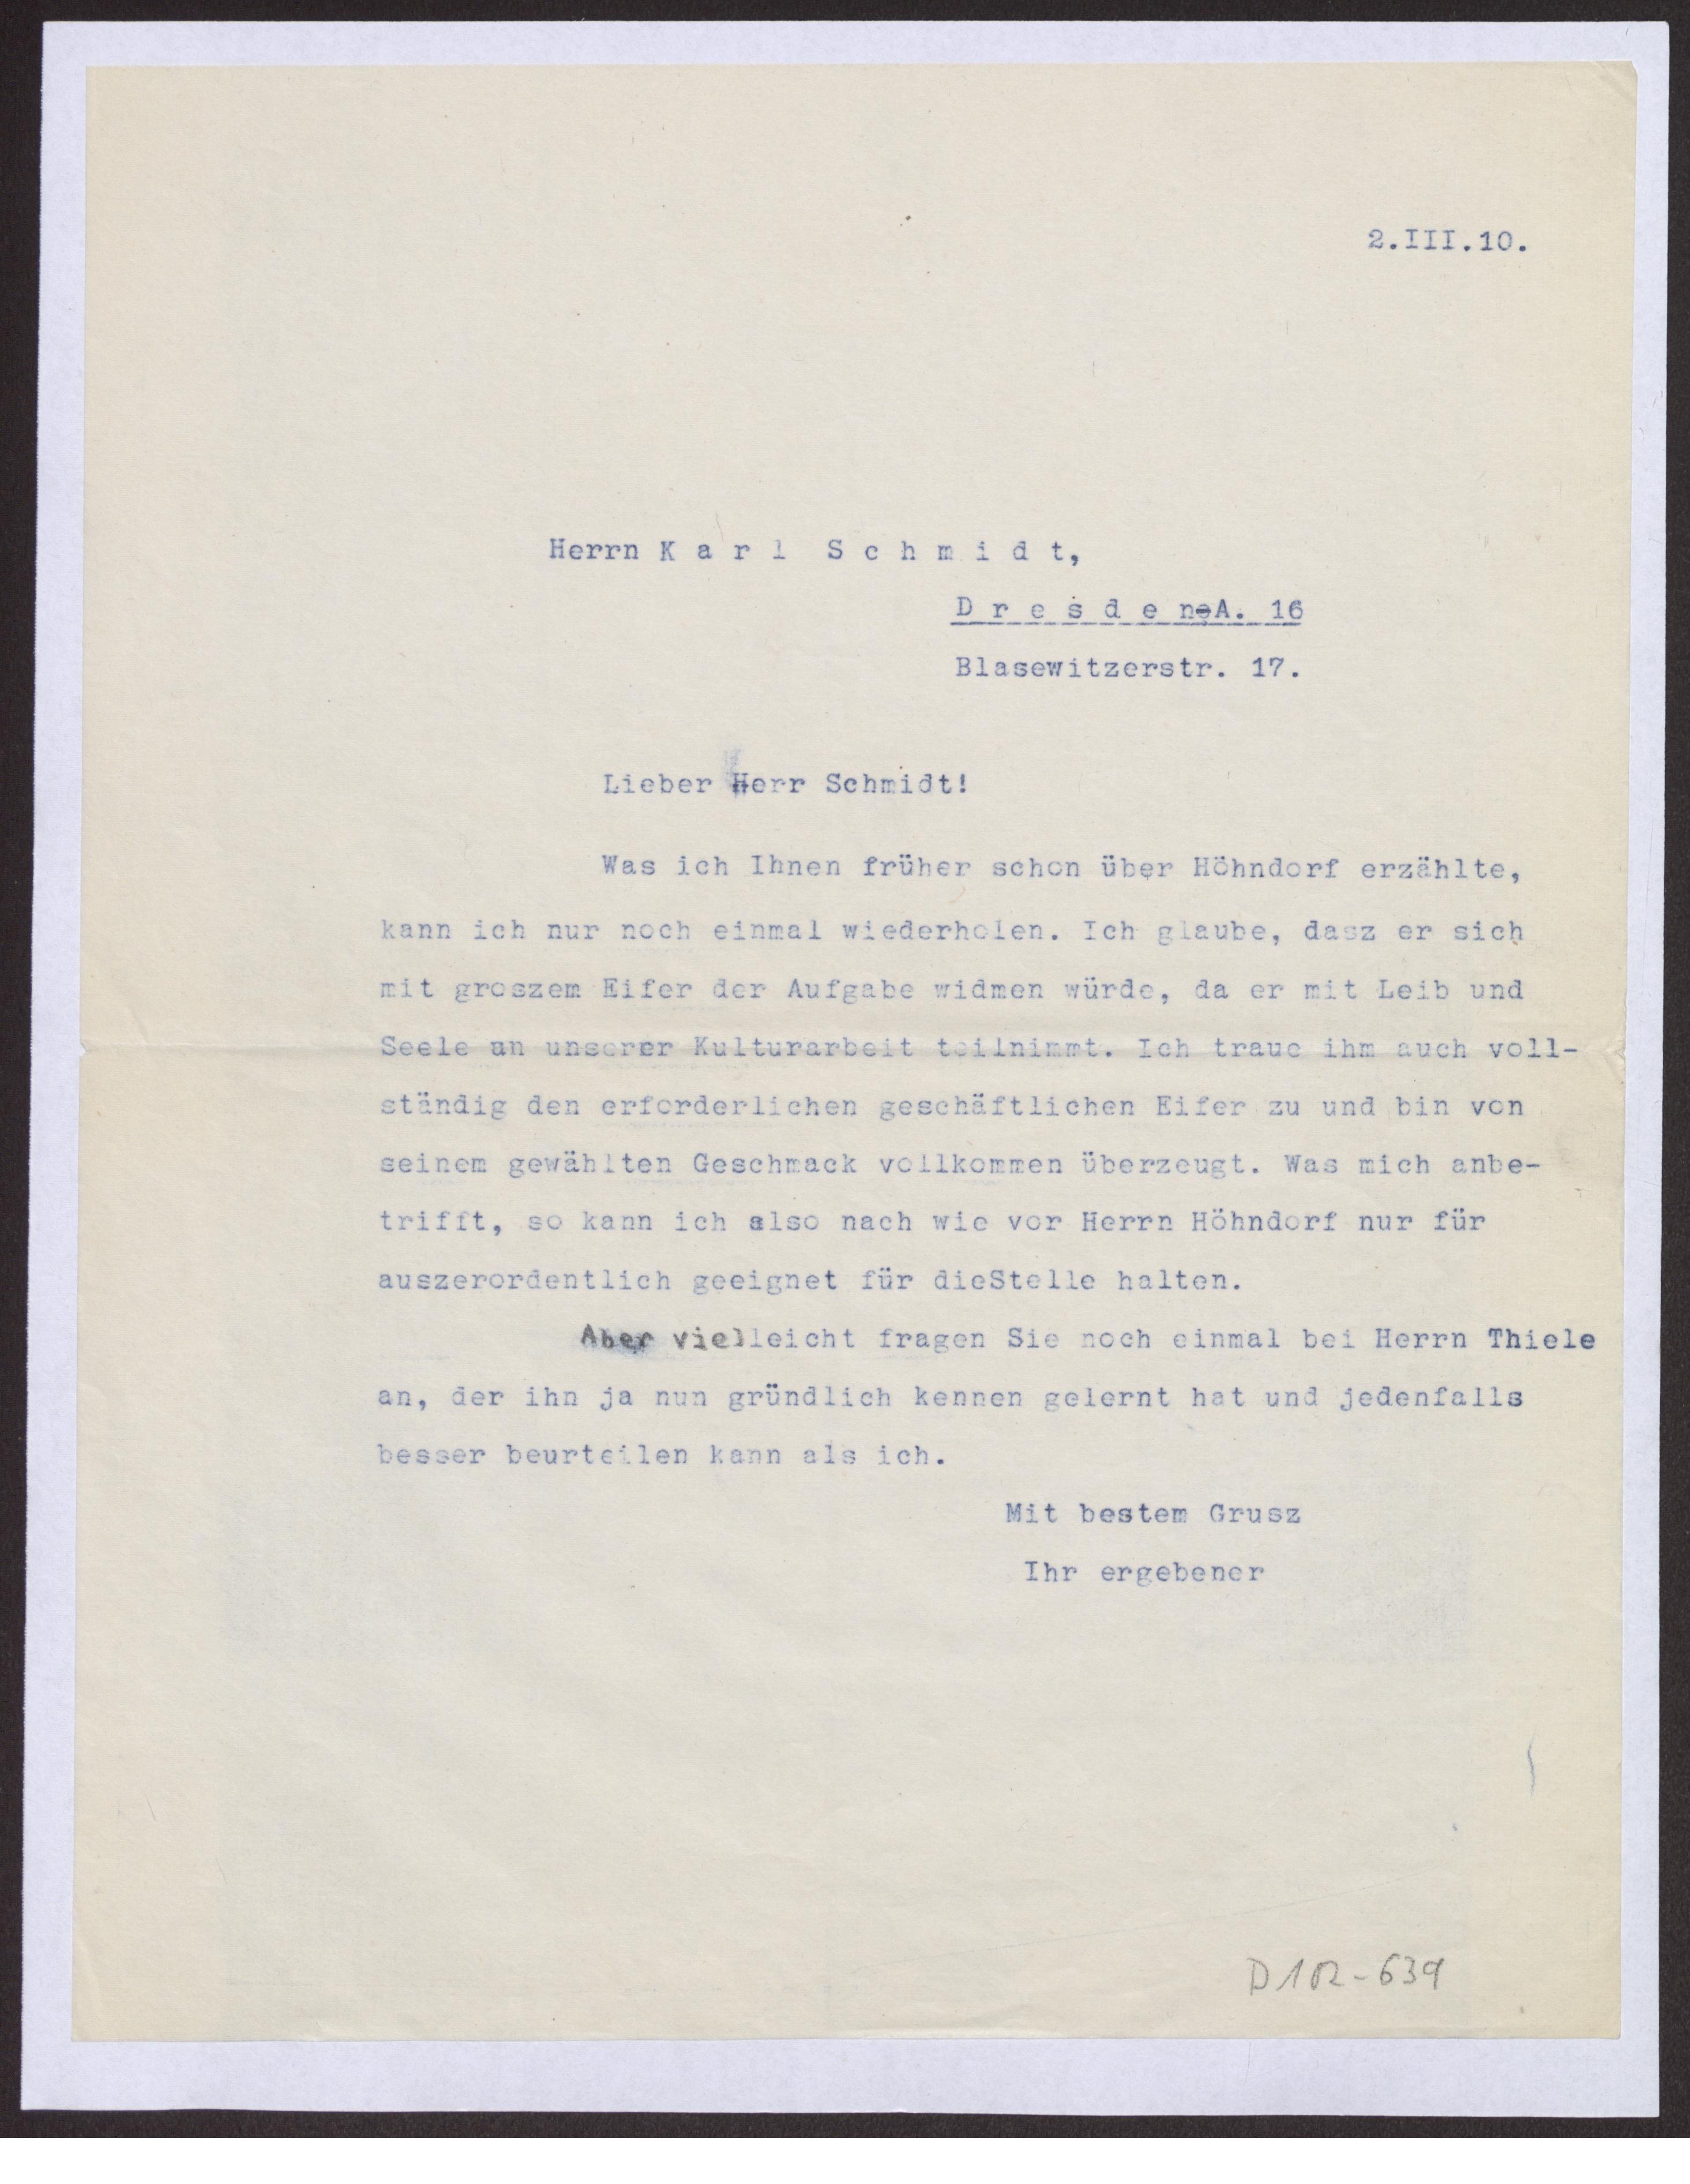 2.III.10.
Herrn K a r l  S c h m i d t,
D r e s d e n-A. 16
Blasewitzerstr. 17.
Lieber Herr Schmidt!
Was ich Ihnen früher schon über Höhndorf erzählte,
kann ich nur noch einmal wiederholen. Ich glaube, dasz er sich
mit groszem Eifer der Aufgabe widmen würde, da er mit Leib und
Seele an unserer Kulturarbeit teilnimmt. Ich traue ihm auch voll-
ständig den erforderlichen geschäftlichen Eifer zu und bin von
seinem gewählten Geschmack vollkommen überzeugt. Was mich anbe-
trifft, so kann ich also nach wie vor Herrn Höhndorf nur für
auszerordentlich geeignet für dieStelle halten.
Aber vielleicht fragen Sie noch einmal bei Herrn Thiele
an, der ihn ja nun gründlich kennen gelernt hat und jedenfalls
besser beurteilen kann als ich.
Mit bestem Grusz
Ihr ergebener
D102-639